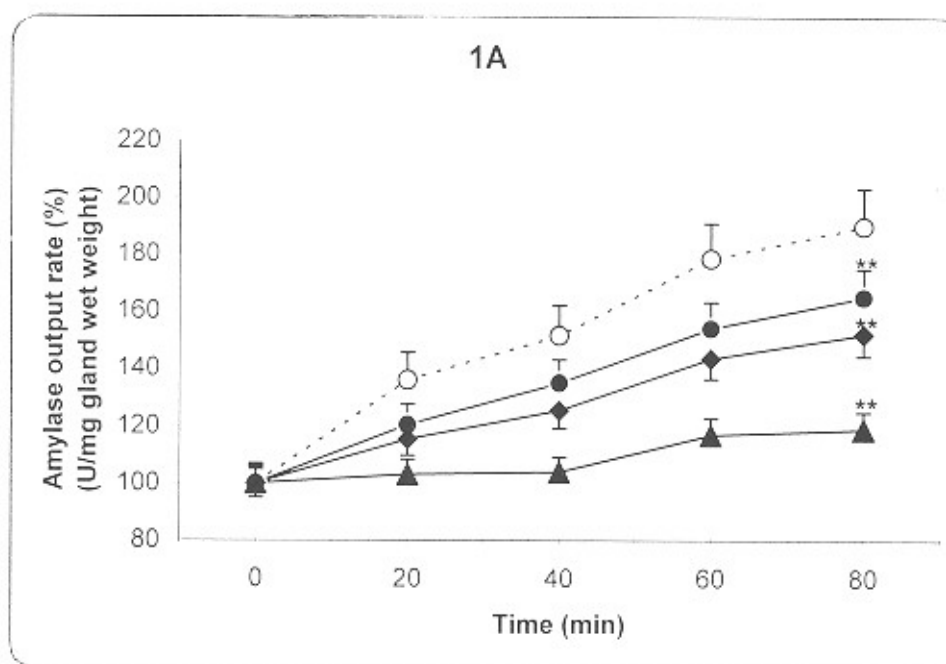 1A
Amylase output rate (%)
(U/mg gland wet weight)
220
200
180
160
140
120
100
80
**
**
**
0 20 40 60 80
Time (min)